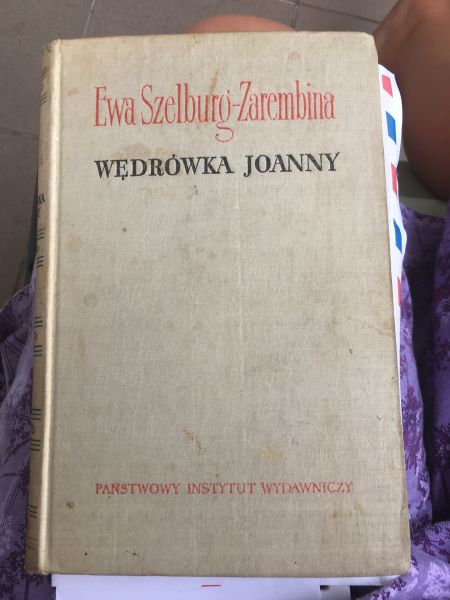 Ewa Szelburg-Zarembina
WĘDRÓWKA JOANNY
PAŃSTWOWY INSTYTUT WYDAWNICZY